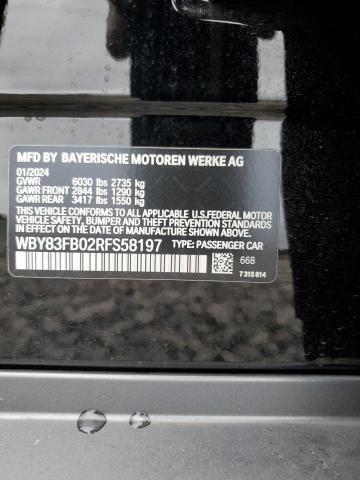 MFD BY BAYERISCHE MOTOREN WERKE AG
01/2024
GVWR 6030 lbs 2735 kg
GAWR FRONT 2844 lbs 1290 kg
GAWR REAR 3417 lbs 1550 kg
THIS VEHICLE CONFORMS TO ALL APPLICABLE
U.S.FEDERAL MOTOR
VEHICLE SAFETY, BUMPER,
AND THEFT PREVENTION
STANDARDS IN EFFECT ON THE DATE
OF MANUFACTURE SHOWN ABOVE.
WBY83FB02RFS58197 TYPE: PASSENGER CAR
668
7 315 814